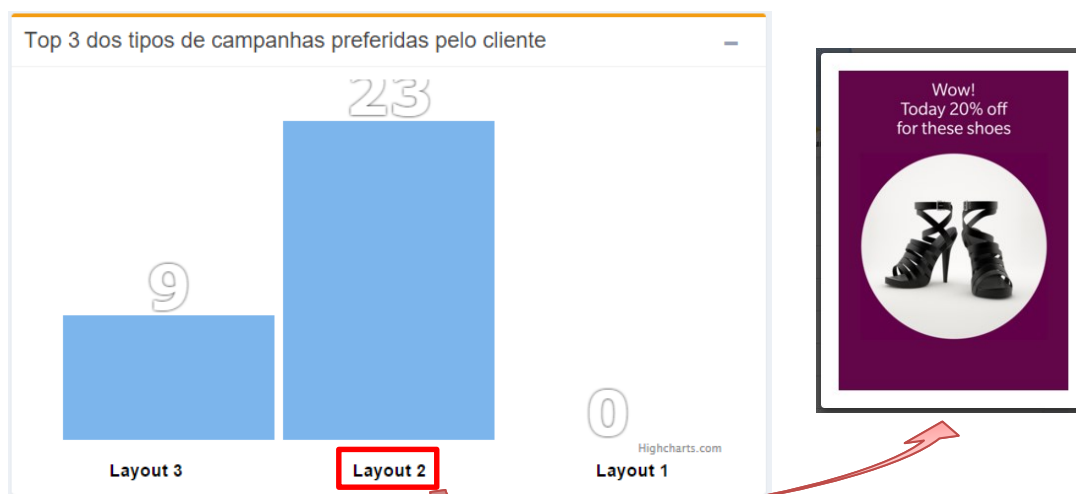 Top 3 dos tipos de campanhas preferidas pelo cliente
23
9
0
Highcharts.com
Layout 3
Layout 2
Layout 1
Wow!
Today 20% off
for these shoes